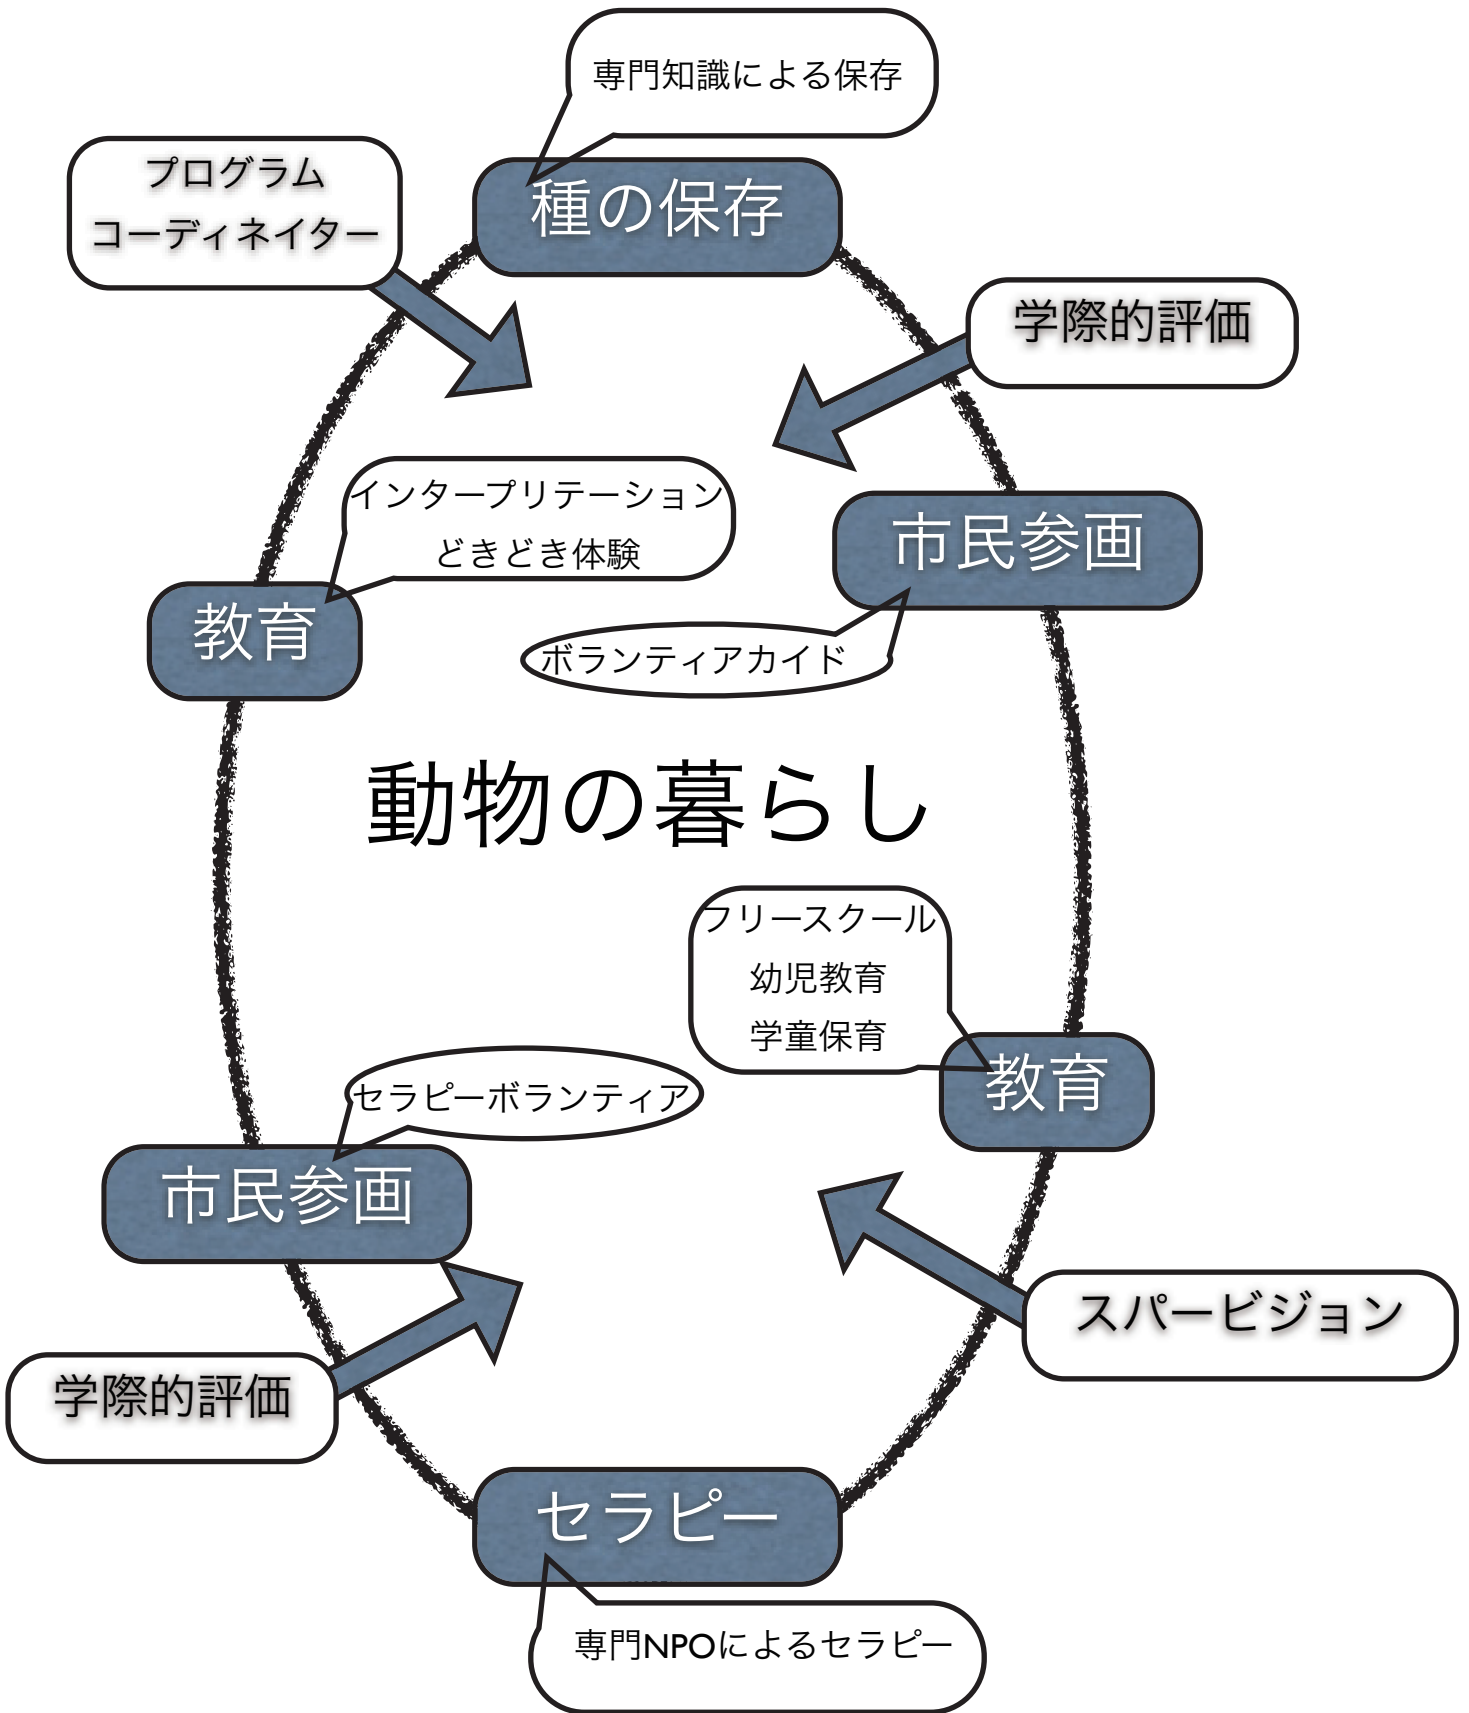 専門知識による保存
プログラム
コーディネイター
種の保存
学際的評価
インタープリテーション
どきどき体験
市民参画
教育
ボランティアカイド
動物の暮らし
フリースクール
幼児教育
学童保育
教育
セラピーボランティア
市民参画
スパービジョン
学際的評価
セラピー
専門NPOによるセラピー